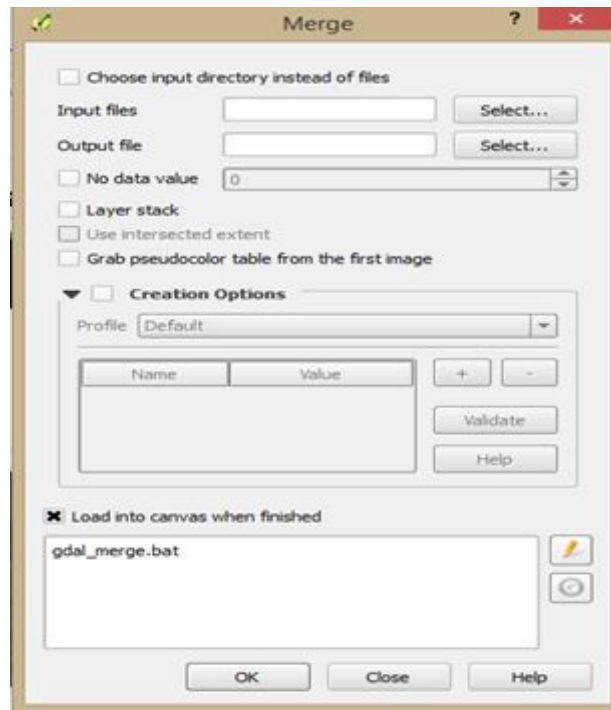 Merge ?
Choose input directory instead of files
Input files Select...
Output file Select...
No data value 0
Layer stack
Use intersected extent
Grab pseudocolor table from the first image
Creation Options
Profile Default
Name Value + -
Validate
Help
Load into canvas when finished
gdal_merge.bat
OK Close Help